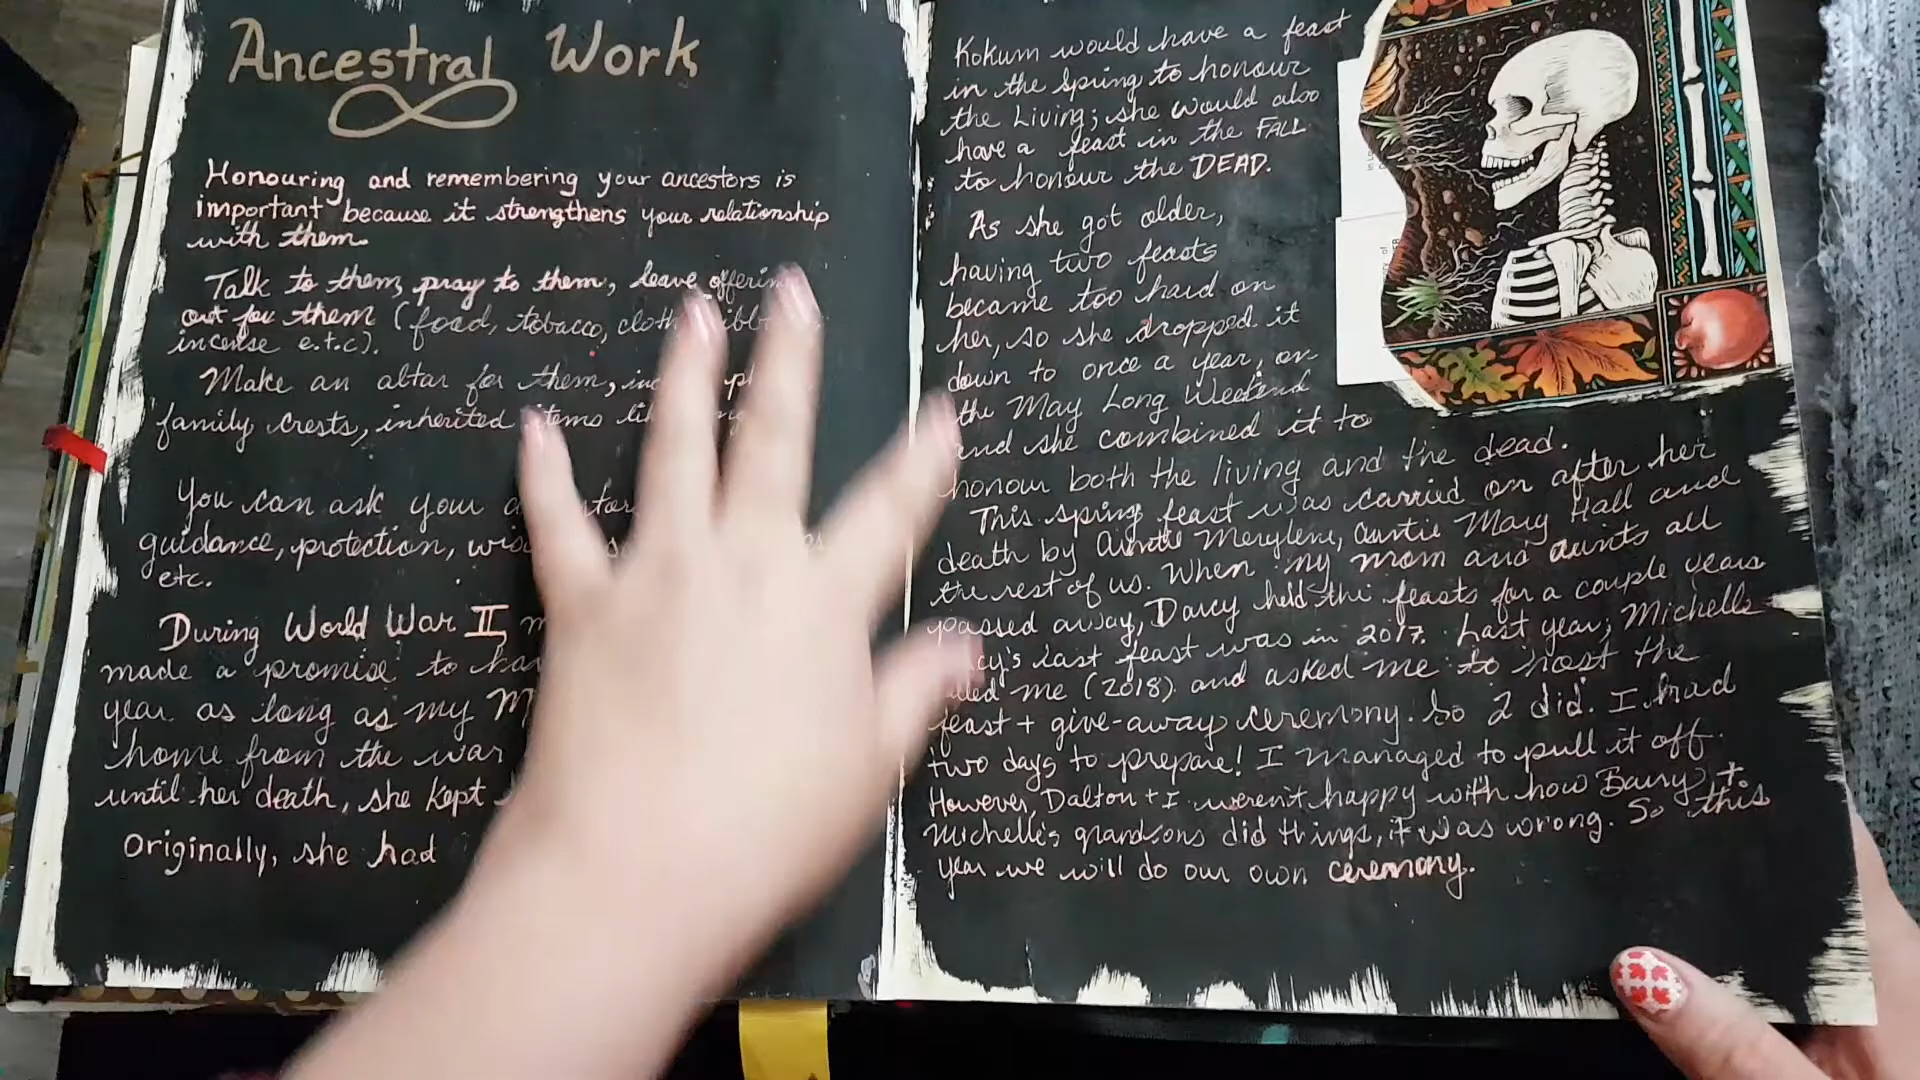 Ancestral Work
Honouring and remembering your ancestors is
important because it strengthens your relationship
with them.
Talk to them, pray to them, leave
out for them (food, tobacco,
incense e.t.c).
Make an altar for them,
family crests, inherited items
You can ask your
guidance, protection,
etc.
During World War II
made a promise to
year as long as my
home from the war
until her death, she kept
Originally, she had
Kokum would have a feast
in the spring to honour
the Living; she would also
have a feast in the FALL
to honour the DEAD.
As she got older,
having two feasts
became too hard on
her, so she dropped it
down to once a year, on
the May Long Weekend
and she combined it to
honour both the living and the dead.
This spring feast was carried on after her
death by Auntie Merylene, Auntie Mary Hall and
the rest of us. When my mom and aunts all
passed away, Darcy held the feasts for a couple years
last feast was in 2017. Last year, Michelle
me (2018) and asked me to host the
feast + give-away ceremony. So I did. I had
two days to prepare! I managed to pull it off.
However, Dalton + I weren't happy with how Barry +
Michelle's grandsons did things, it was wrong. So this
year we will do our own ceremony.